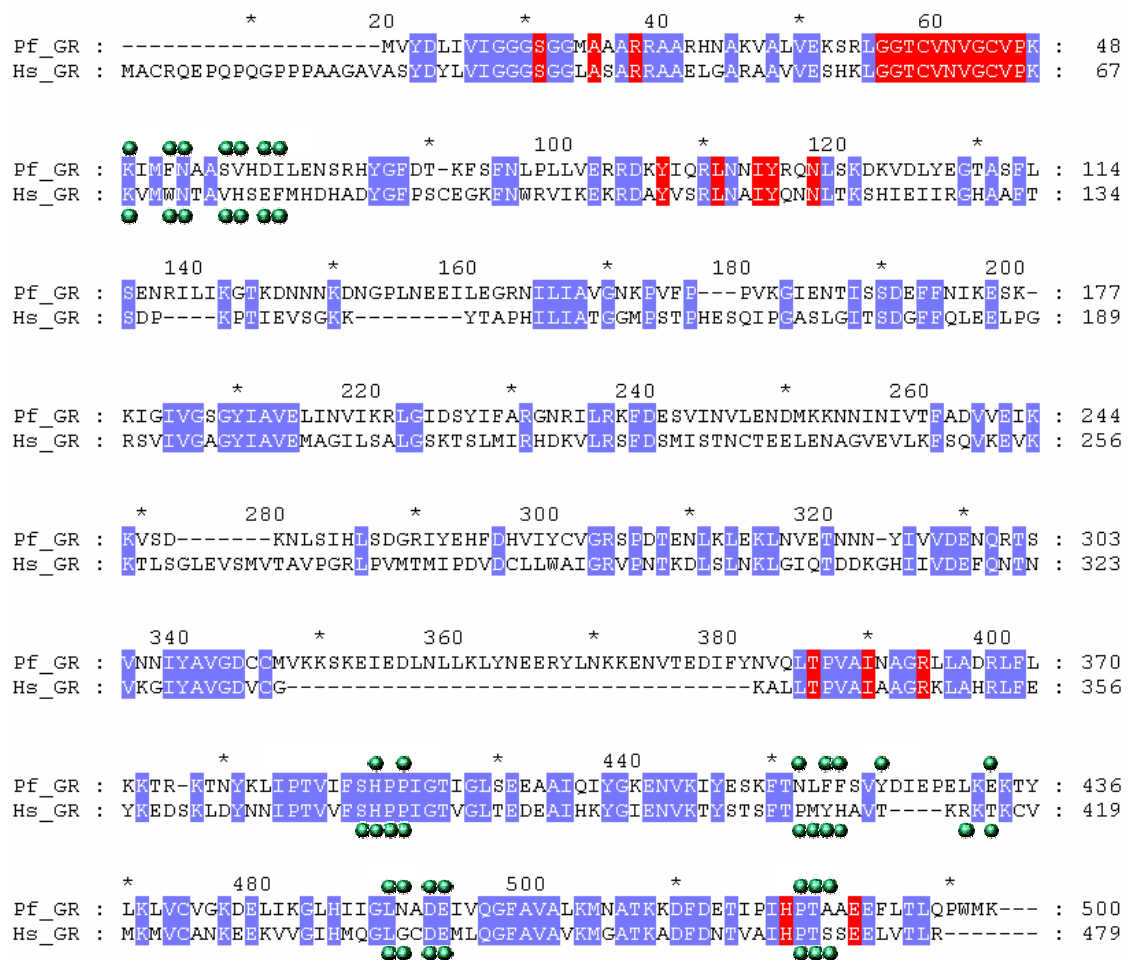 * 20 * 40 * 60
Pf_GR : -------------------MVYDLIVIGGGSGGMAAARRAARHNAKVALVEKSRLGGTCVNVGCVPK : 48
Hs_GR : MACRQEPQPQGPPPAAGAVASYDYLVIGGGSGGLASARRAAELGARAAVVESHKLGGTCVNVGCVPK : 67
* 100 * 120 *
Pf_GR : KIMFNAASVHDILENSRHYGFDT-KFSFNLPLLVERRDKYIQRLNNIYRQNLSKDKVDLYEGTASFL : 114
Hs_GR : KVMWNTAVHSEFMHDHADYGFPSCEGKFNWRVIKEKRDAYVSRLNAIYQNNLTKSHIEIIRGHAAFT : 134
140 * 160 * 180 * 200
Pf_GR : SENRILIKGTKDNNNKDNGPLNEEILEGRNILIAVGNKPVFP---PVKGIENTISSDEFFNIKESK- : 177
Hs_GR : SDP----KPTIEVSGKK--------YTAPHILIATGGMPSTPHESQIPGASLGITSDGFFQLEELPG : 189
* 220 * 240 * 260
Pf_GR : KIGIVGSGYIAVELINVIKRLGIDSYIFARGNRILRKFDESVINVLENDMKKNNINIVTFADVVEIK : 244
Hs_GR : RSVIVGAGYIAVEMAGILSALGSKTSLMIRHDKVLRSFDSMISTNCTEELENAGVEVLKFSQVKEVK : 256
* 280 * 300 * 320 *
Pf_GR : KVSD-------KNLSIHLSDGRIYEHFDHVIYCVGRSPDTENLKLEKLNVETNNN-YIVVDENQRTS : 303
Hs_GR : KTLSGLEVSMVTAVPGRLPVMTMIPDVDCLLWAIGRVPNTKDLSLNKLGIQTDDKGHIIVDEFQNTN : 323
340 * 360 * 380 * 400
Pf_GR : VNNIYAVGDCCMVKKSKEIEDLNLLKLYNEERYLNKKENVTEDIFYNVQLTPVAINAGRLLADRLFL : 370
Hs_GR : VKGIYAVGDVCG----------------------------------KALLTPVAIAAGRKLAHRLFE : 356
* * 440 *
Pf_GR : KKTR-KTNYKLIPTVIFSHPPIGTIGLSEEAAIQIYGKENVKIYESKFTNLFFSVYDIEPELKEKTY : 436
Hs_GR : YKEDSKLDYNNIPTVVFSHPPIGTVGLTEDEAIHKYGIENVKTYSTSFTPMYHAVT----KRKTKCV : 419
* 480 * 500 * *
Pf_GR : LKLVCVGKDELIKGLHIIGLNADEIVQGFAVALKMNATKKDFDETIPIHPTAAEEFLTLQPWMK--- : 500
Hs_GR : MKMVCANKEEKVVGIHMQGLGCDEMLQGFAVAVKMGATKADFDNTVAIHPTSSEELVTLR------- : 479